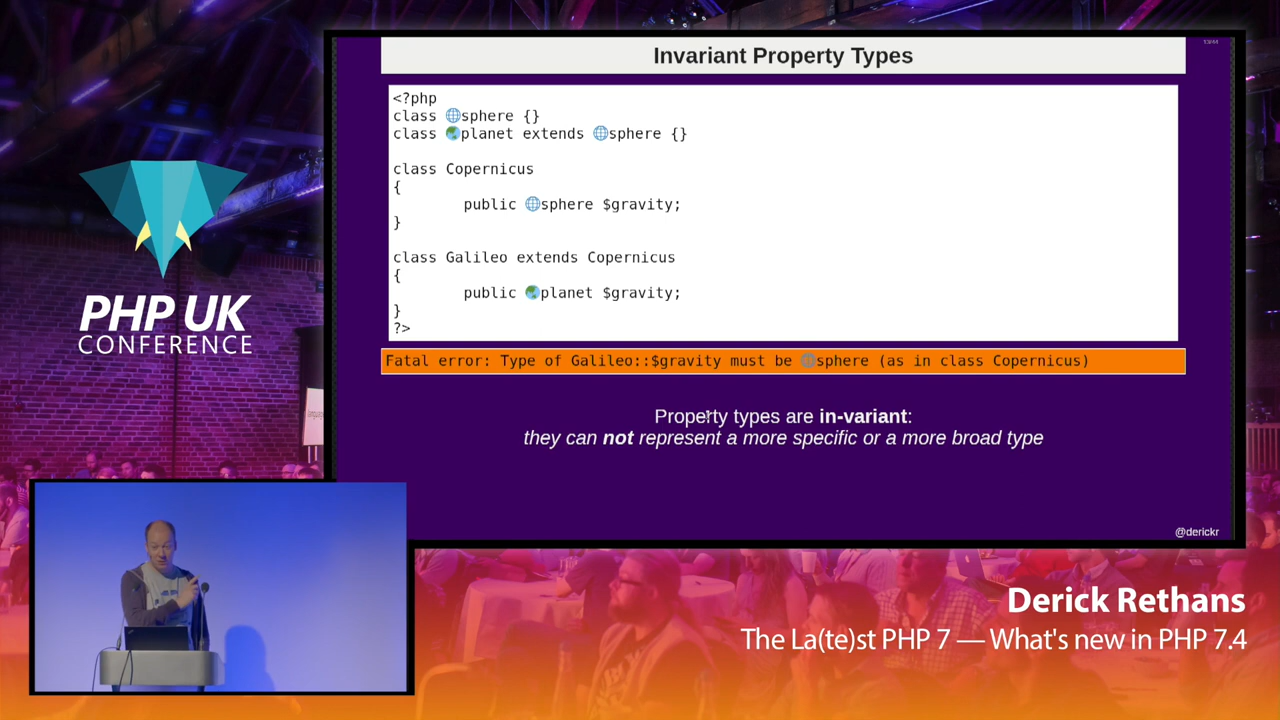 Invariant Property Types
<?php
class 🌐sphere {}
class 🌏planet extends 🌐sphere {}
class Copernicus
{
public 🌐sphere $gravity;
}
class Galileo extends Copernicus
{
public 🌏planet $gravity;
}
?>
Fatal error: Type of Galileo::$gravity must be 🌐sphere (as in class Copernicus)
Property types are in-variant:
they can not represent a more specific or a more broad type
@derickr
PHP UK
CONFERENCE
Derick Rethans
The La(te)st PHP 7 — What's new in PHP 7.4